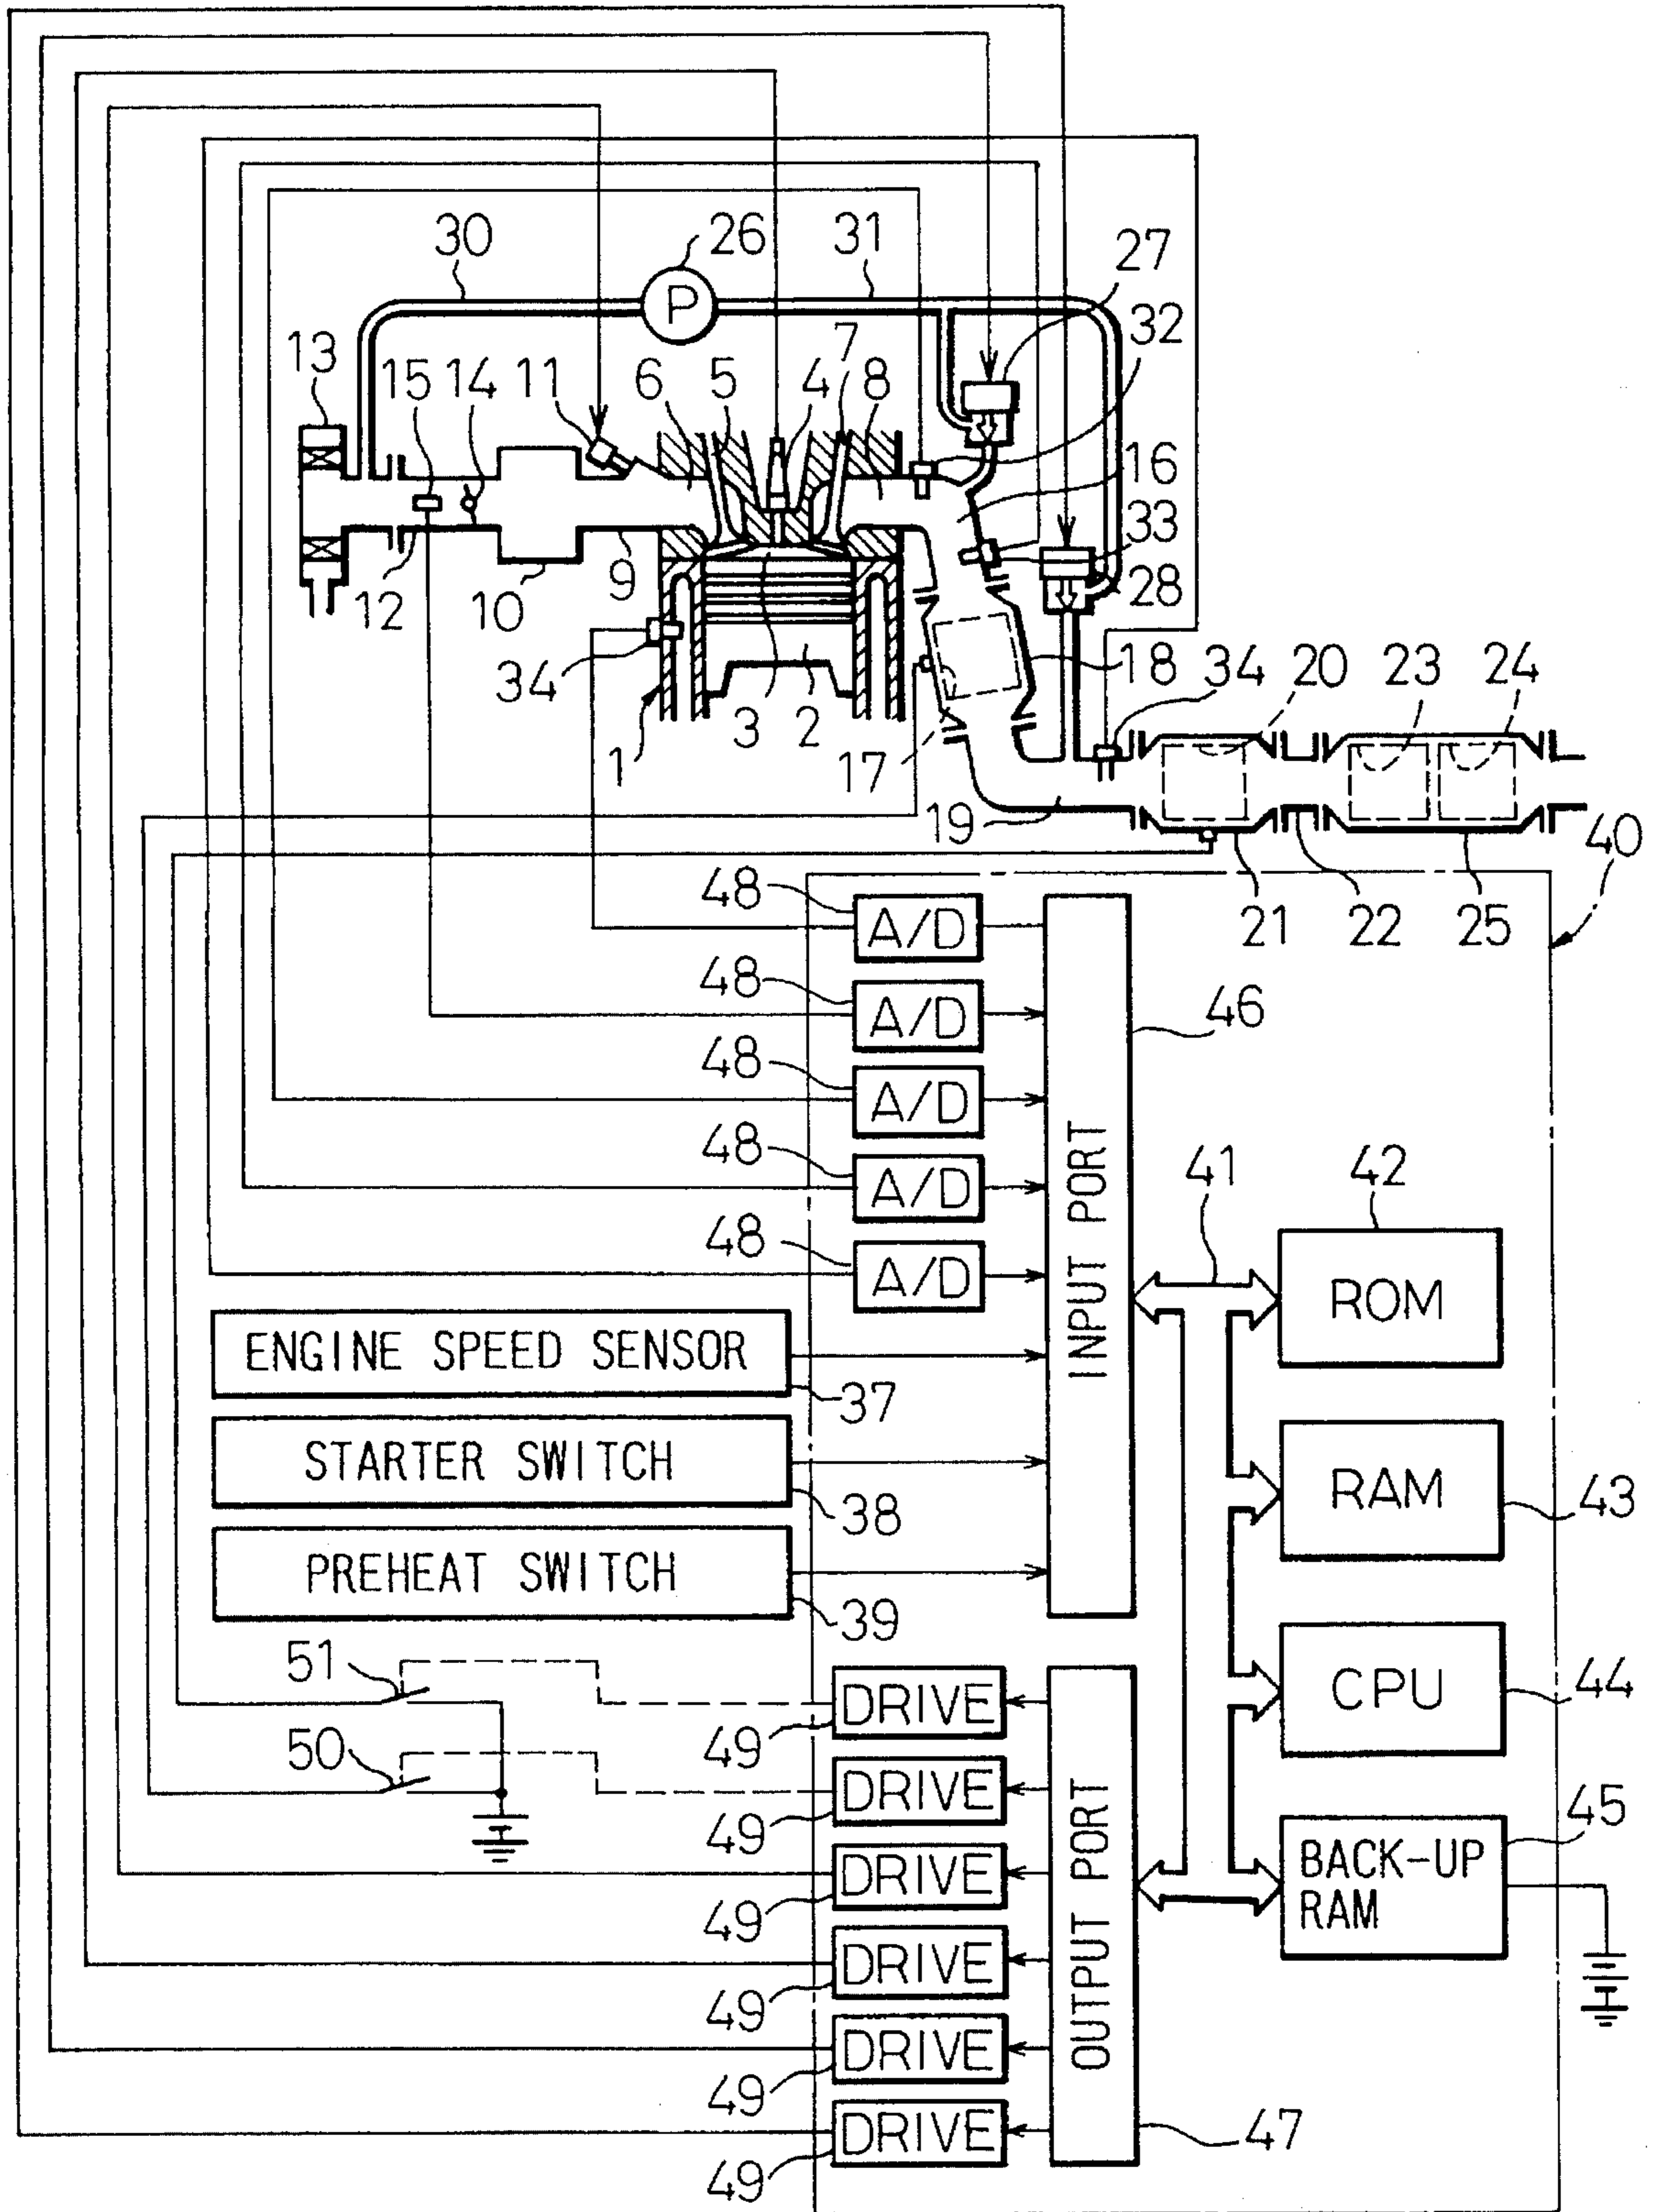 30
26
31
27
32
13
15
14
11
6
5
4
7
8
P
16
33
28
12
10
9
34
18
34
20
23
24
1
3
2
17
19
40
21
22
25
48
A/D
48
A/D
46
48
A/D
48
A/D
41
42
48
A/D
INPUT PORT
ROM
ENGINE SPEED SENSOR
37
STARTER SWITCH
38
RAM
43
PREHEAT SWITCH
39
51
DRIVE
49
CPU
44
50
DRIVE
49
45
DRIVE
49
BACK-UP
RAM
DRIVE
49
OUTPUT PORT
DRIVE
49
DRIVE
49
47